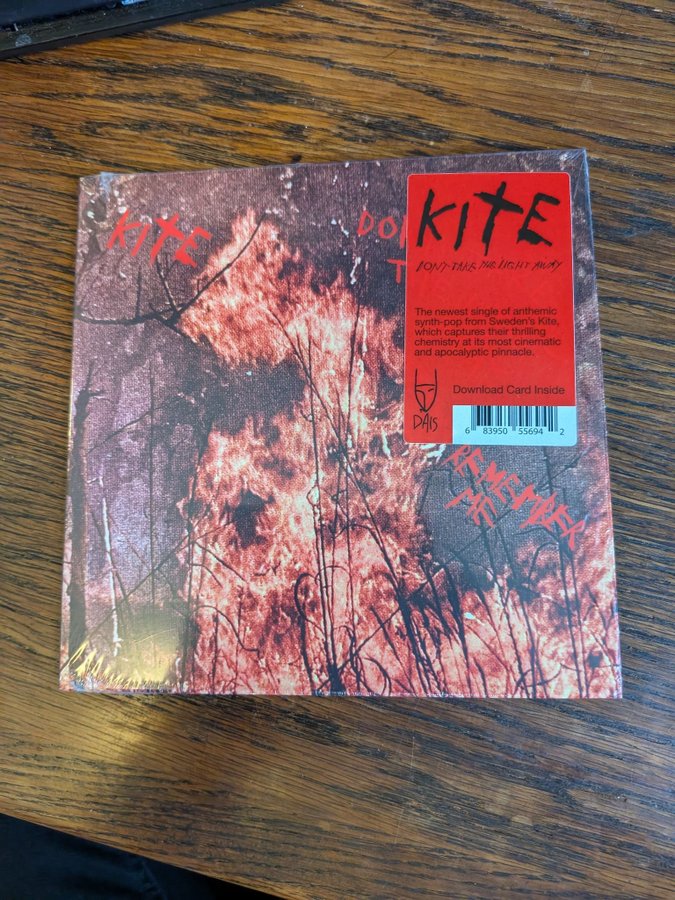 KITE
DON
T
REMEMBER
ME
KITE
DON'T TAKE THE LIGHT AWAY
The newest single of anthemic
synth-pop from Sweden's Kite,
which captures their thrilling
chemistry at its most cinematic
and apocalyptic pinnacle.
DAIS
Download Card Inside
6 83950 55694 2